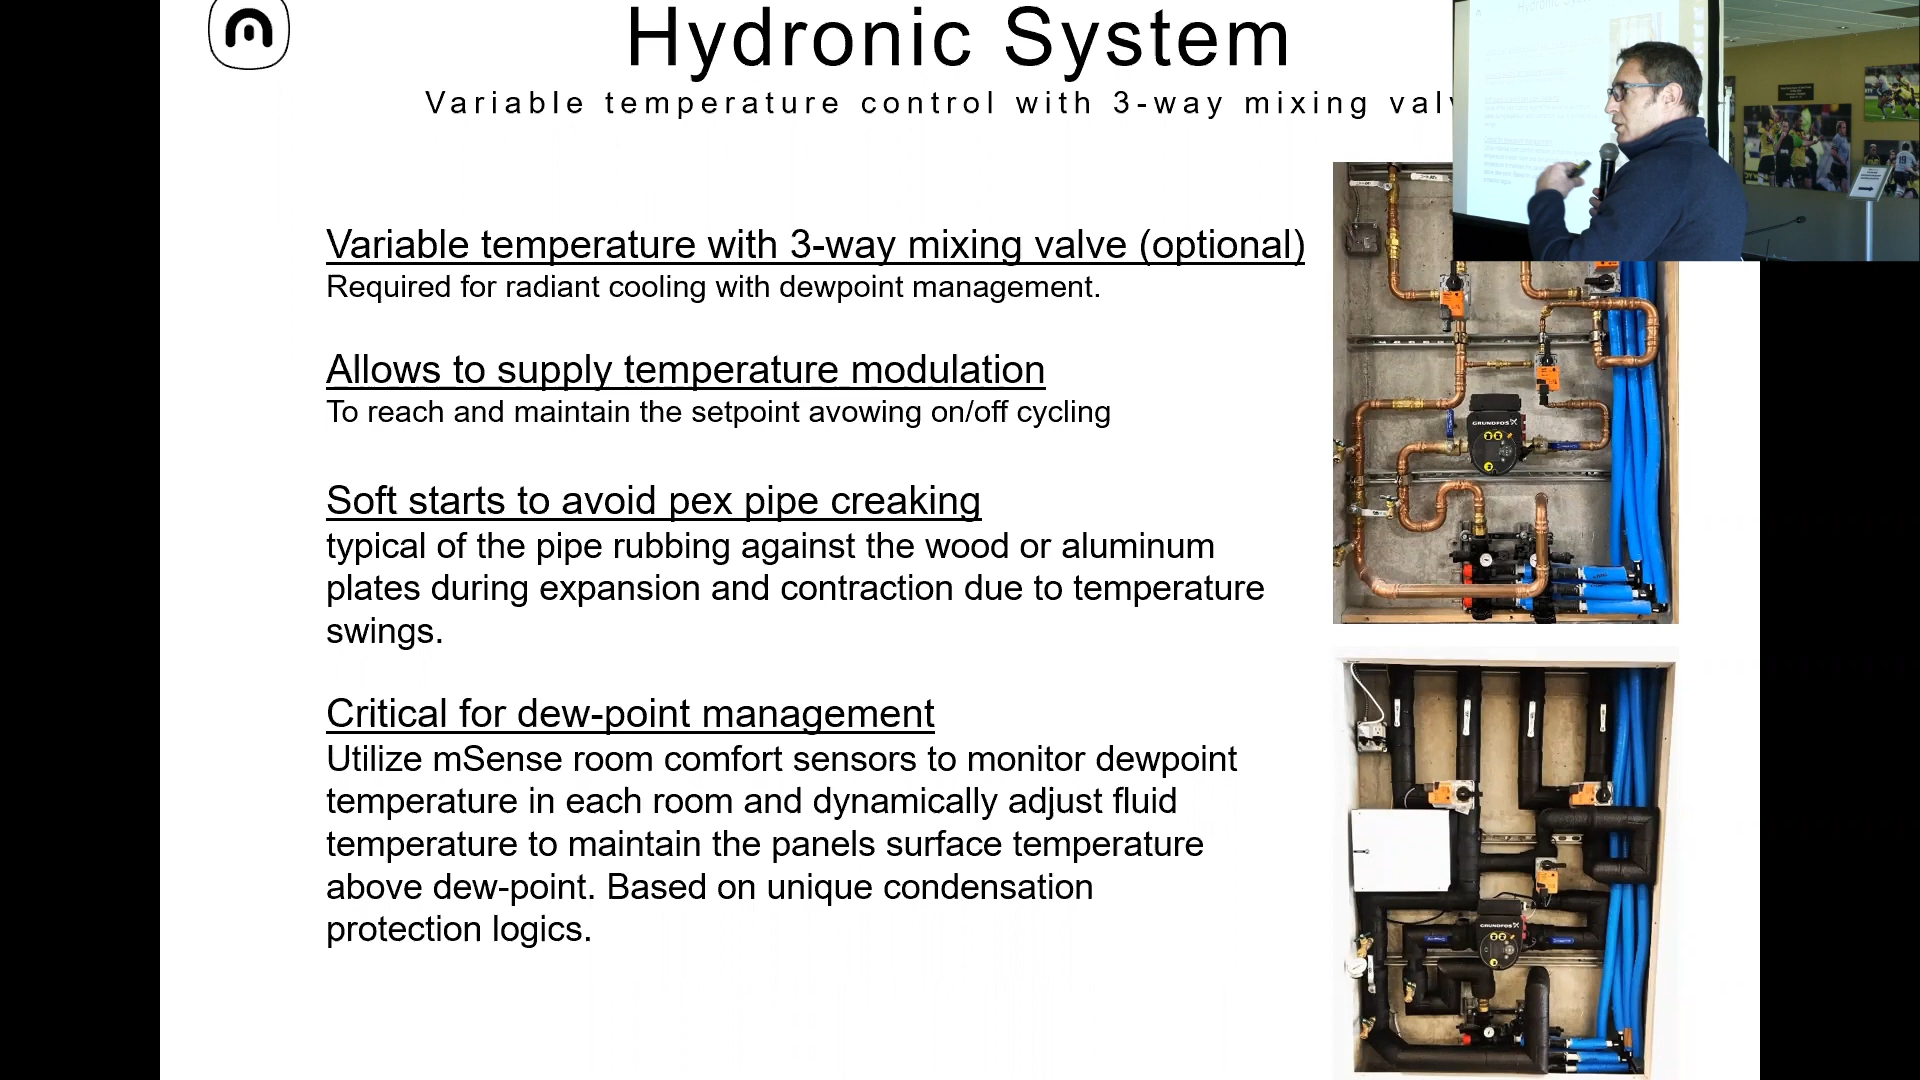 Hydronic System
Variable temperature control with 3-way mixing
Variable temperature with 3-way mixing valve (optional)
Required for radiant cooling with dewpoint management.
Allows to supply temperature modulation
To reach and maintain the setpoint avowing on/off cycling
Soft starts to avoid pex pipe creaking
typical of the pipe rubbing against the wood or aluminum
plates during expansion and contraction due to temperature
swings.
Critical for dew-point management
Utilize mSense room comfort sensors to monitor dewpoint
temperature in each room and dynamically adjust fluid
temperature to maintain the panels surface temperature
above dew-point. Based on unique condensation
protection logics.
GRUNDFOS
GRUNDFOS